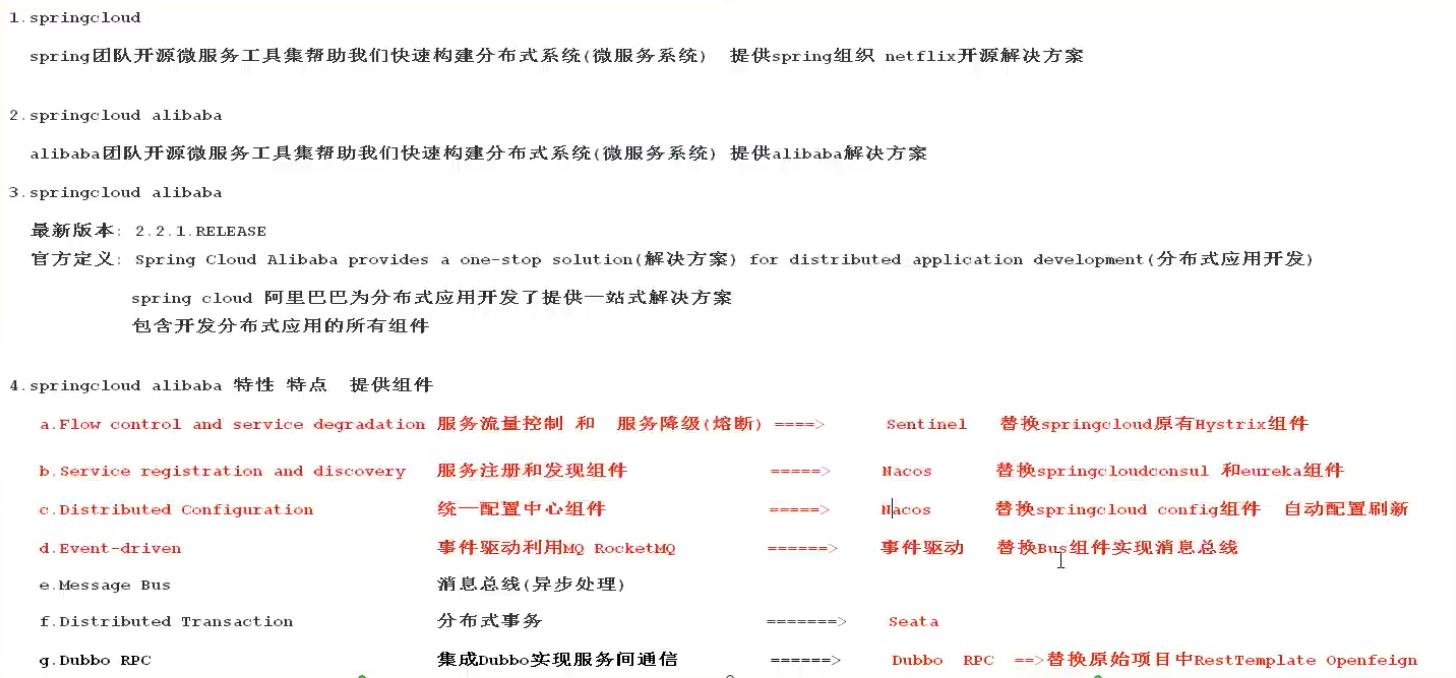 1.springcloud
spring团队开源微服务工具集帮助我们快速构建分布式系统(微服务系统) 提供spring组织 netflix开源解决方案
2.springcloud alibaba
alibaba团队开源微服务工具集帮助我们快速构建分布式系统(微服务系统) 提供alibaba解决方案
3.springcloud alibaba
最新版本: 2.2.1.RELEASE
官方定义: Spring Cloud Alibaba provides a one-stop solution(解决方案) for distributed application development(分布式应用开发)
spring cloud 阿里巴巴为分布式应用开发了提供一站式解决方案
包含开发分布式应用的所有组件
4.springcloud alibaba 特性 特点 提供组件
a.Flow control and service degradation 服务流量控制 和 服务降级(熔断) ====> Sentinel 替换springcloud原有Hystrix组件
b.Service registration and discovery 服务注册和发现组件 =====> Nacos 替换springcloudconsul 和eureka组件
c.Distributed Configuration 统一配置中心组件 =====> Nacos 替换springcloud config组件 自动配置刷新
d.Event-driven 事件驱动利用MQ RocketMQ ======> 事件驱动 替换Bus组件实现消息总线
e.Message Bus 消息总线(异步处理)
f.Distributed Transaction 分布式事务 =======> Seata
g.Dubbo RPC 集成Dubbo实现服务间通信 ======> Dubbo RPC ==>替换原始项目中RestTemplate Openfeign